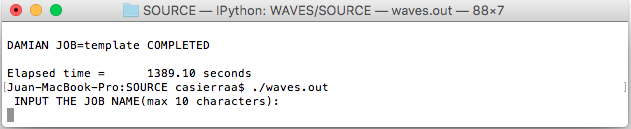 SOURCE — IPython: WAVES/SOURCE — waves.out — 88×7
DAMIAN JOB=template COMPLETED
Elapsed time =      1389.10 seconds
[Juan-MacBook-Pro:SOURCE casierraa$ ./waves.out ]
 INPUT THE JOB NAME(max 10 characters):